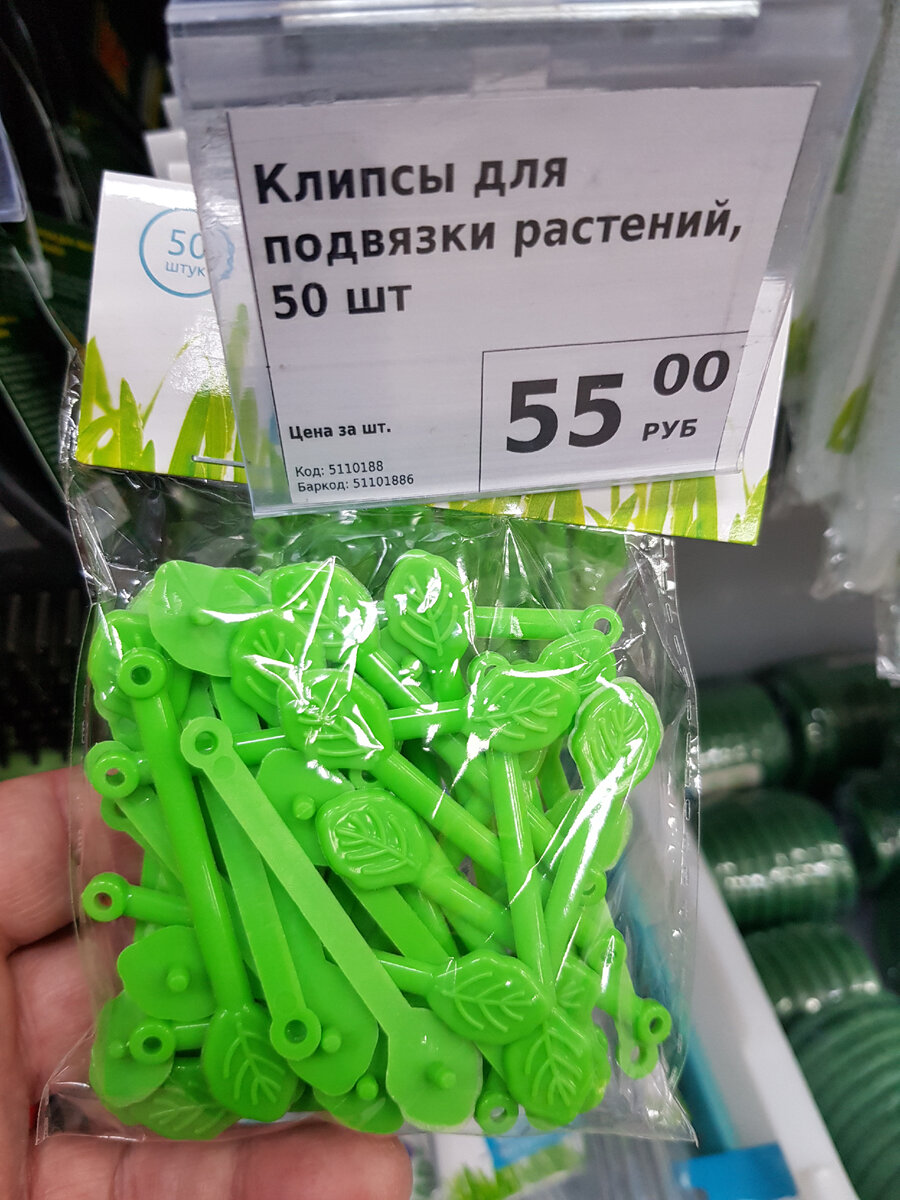 50
штук
Клипсы для
подвязки растений,
50 шт
55 00
РУБ
Цена за шт.
Код: 5110188
Баркод: 51101886